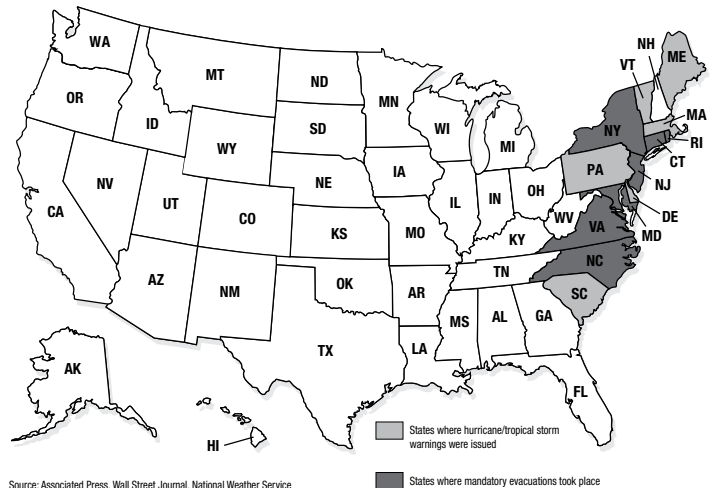 WA
OR
CA
ID
NV
MT
WY
UT
AZ
CO
NM
ND
SD
NE
KS
OK
TX
MN
IA
MO
AR
LA
WI
IL
MI
IN
OH
KY
TN
MS
AL
GA
FL
SC
NC
VA
WV
PA
NY
VT
NH
ME
MA
RI
CT
NJ
DE
MD
AK
HI
States where hurricane/tropical storm
warnings were issued
States where mandatory evacuations took place
Source: Associated Press, Wall Street Journal, National Weather Service